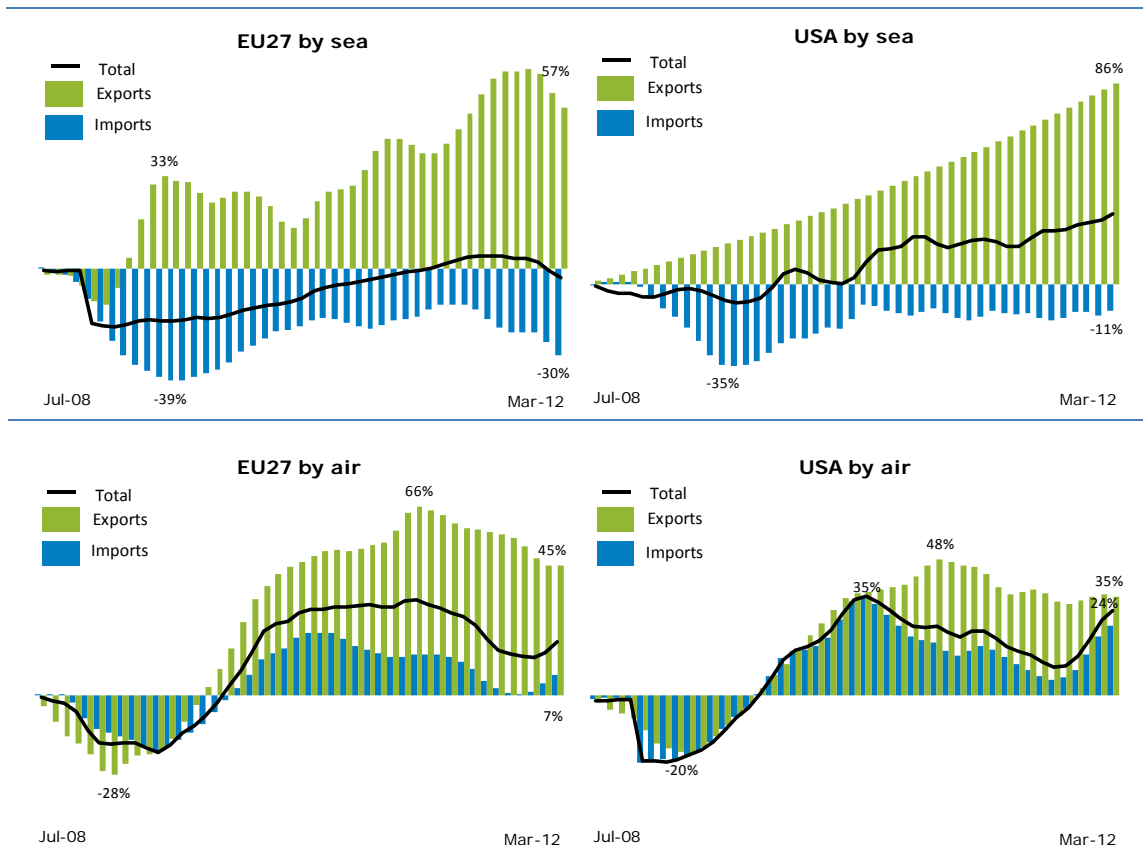 EU27 by sea
Total
Exports
Imports
57%
33%
-39%
-30%
Jul-08
Mar-12
USA by sea
Total
Exports
Imports
86%
-35%
-11%
Jul-08
Mar-12
EU27 by air
Total
Exports
Imports
66%
45%
7%
-28%
Jul-08
Mar-12
USA by air
Total
Exports
Imports
48%
35%
35%
24%
-20%
Jul-08
Mar-12